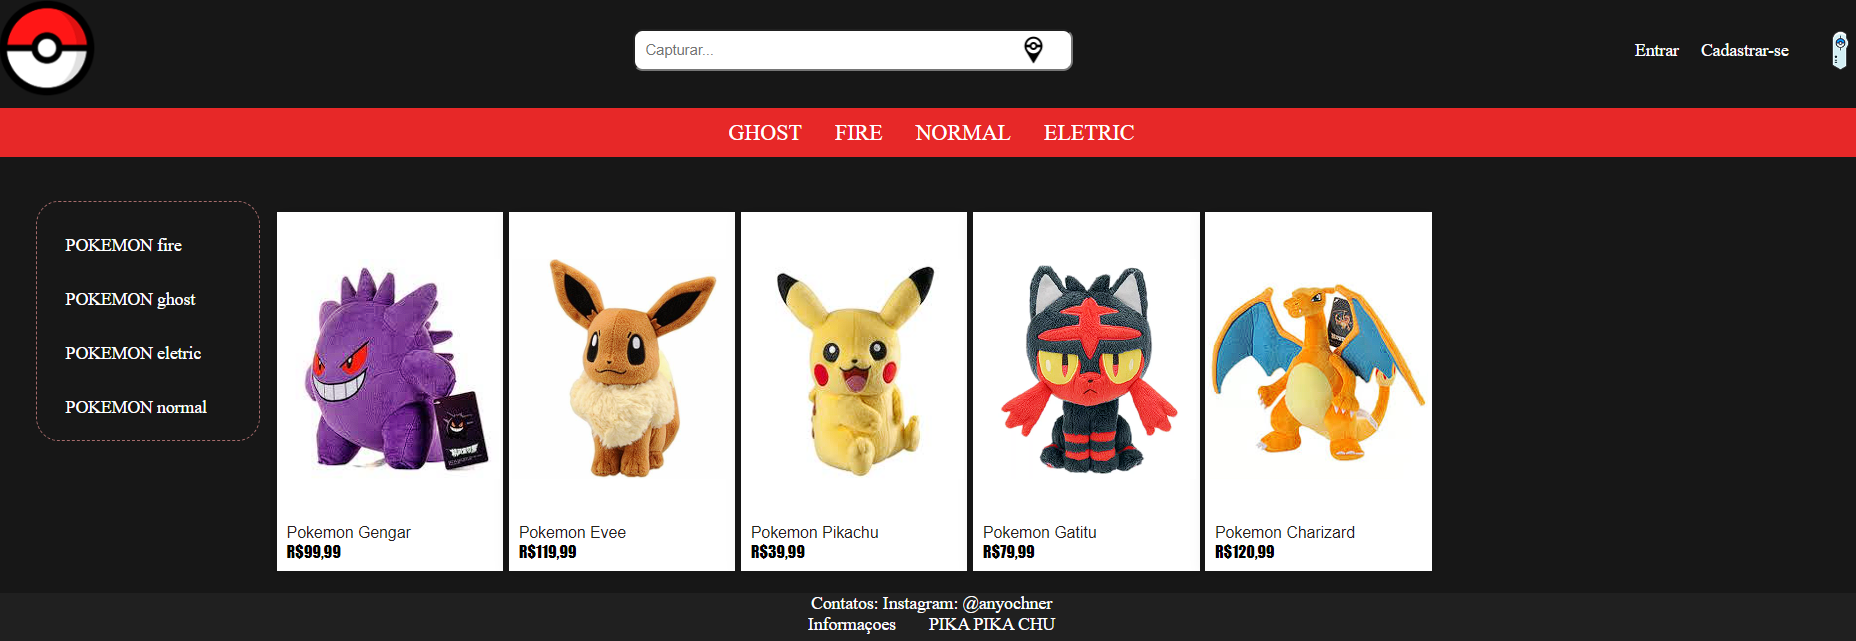 Capturar...
Entrar Cadastrar-se
GHOST FIRE NORMAL ELETRIC
POKEMON fire
POKEMON ghost
POKEMON eletric
POKEMON normal
Pokemon Gengar
R$99,99
Pokemon Evee
R$119,99
Pokemon Pikachu
R$39,99
Pokemon Gatitu
R$79,99
Pokemon Charizard
R$120,99
Contatos: Instagram: @anyochner
Informaçoes PIKA PIKA CHU